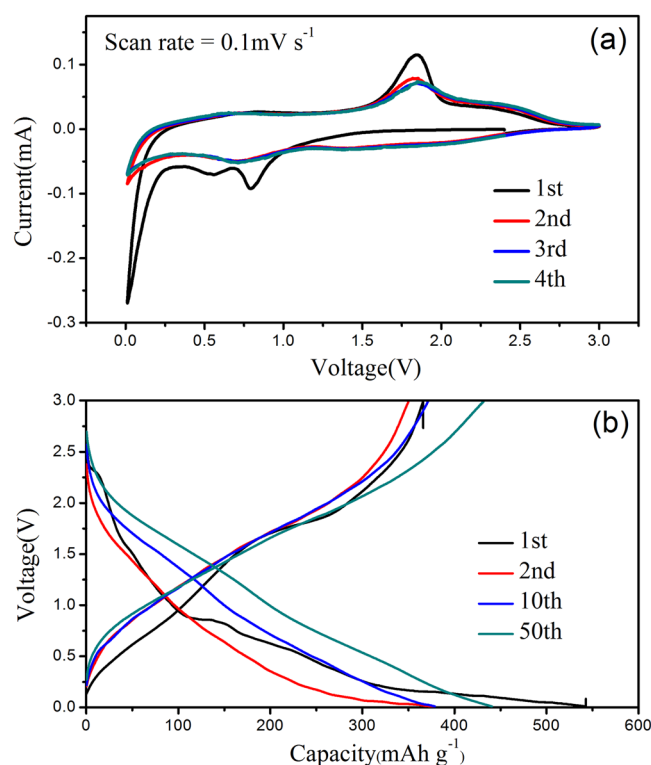 (a)
Scan rate = 0.1mV s-1
0.1
0.0
-0.1
-0.2
-0.3
Current(mA)
1st
2nd
3rd
4th
0.0 0.5 1.0 1.5 2.0 2.5 3.0
Voltage(V)
(b)
3.0
2.5
2.0
1.5
1.0
0.5
0.0
Voltage(V)
1st
2nd
10th
50th
0 100 200 300 400 500 600
Capacity(mAh g-1)